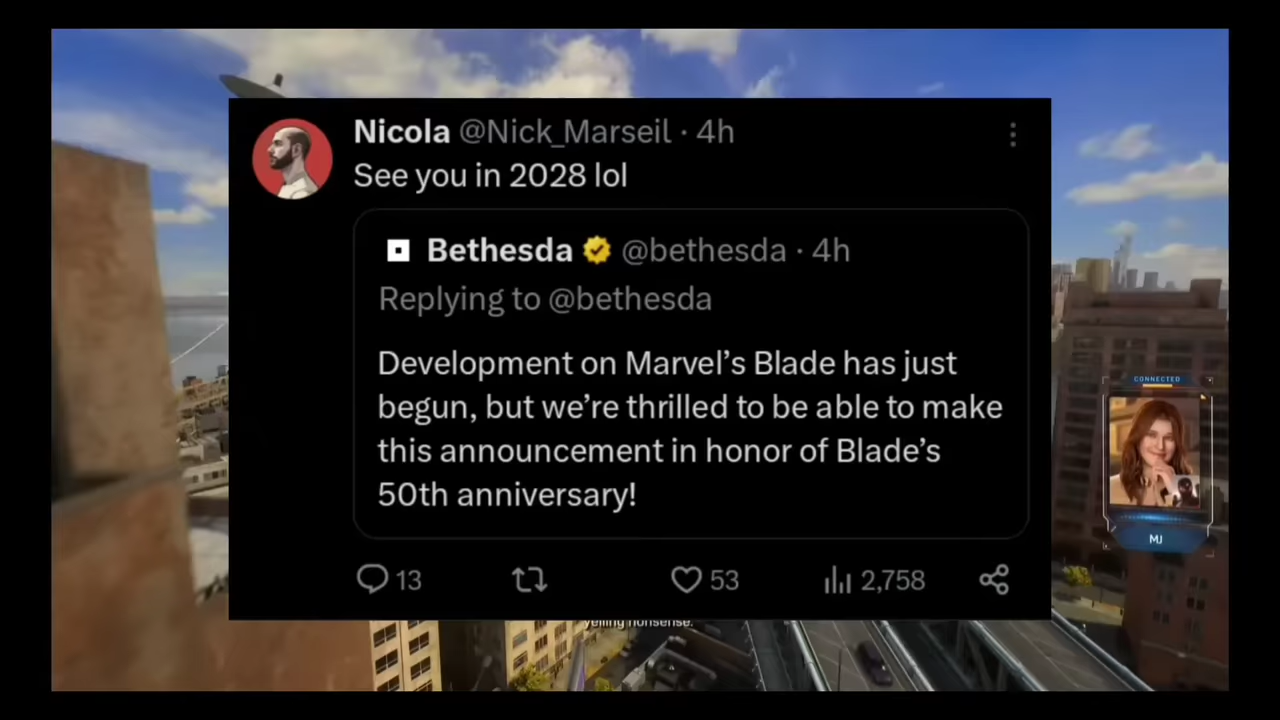 Nicola @Nick_Marseil · 4h
See you in 2028 lol
Bethesda @bethesda · 4h
Replying to @bethesda
Development on Marvel’s Blade has just
begun, but we’re thrilled to be able to make
this announcement in honor of Blade’s
50th anniversary!
13 53 2,758
CONNECTED
MJ
yelling nonsense.